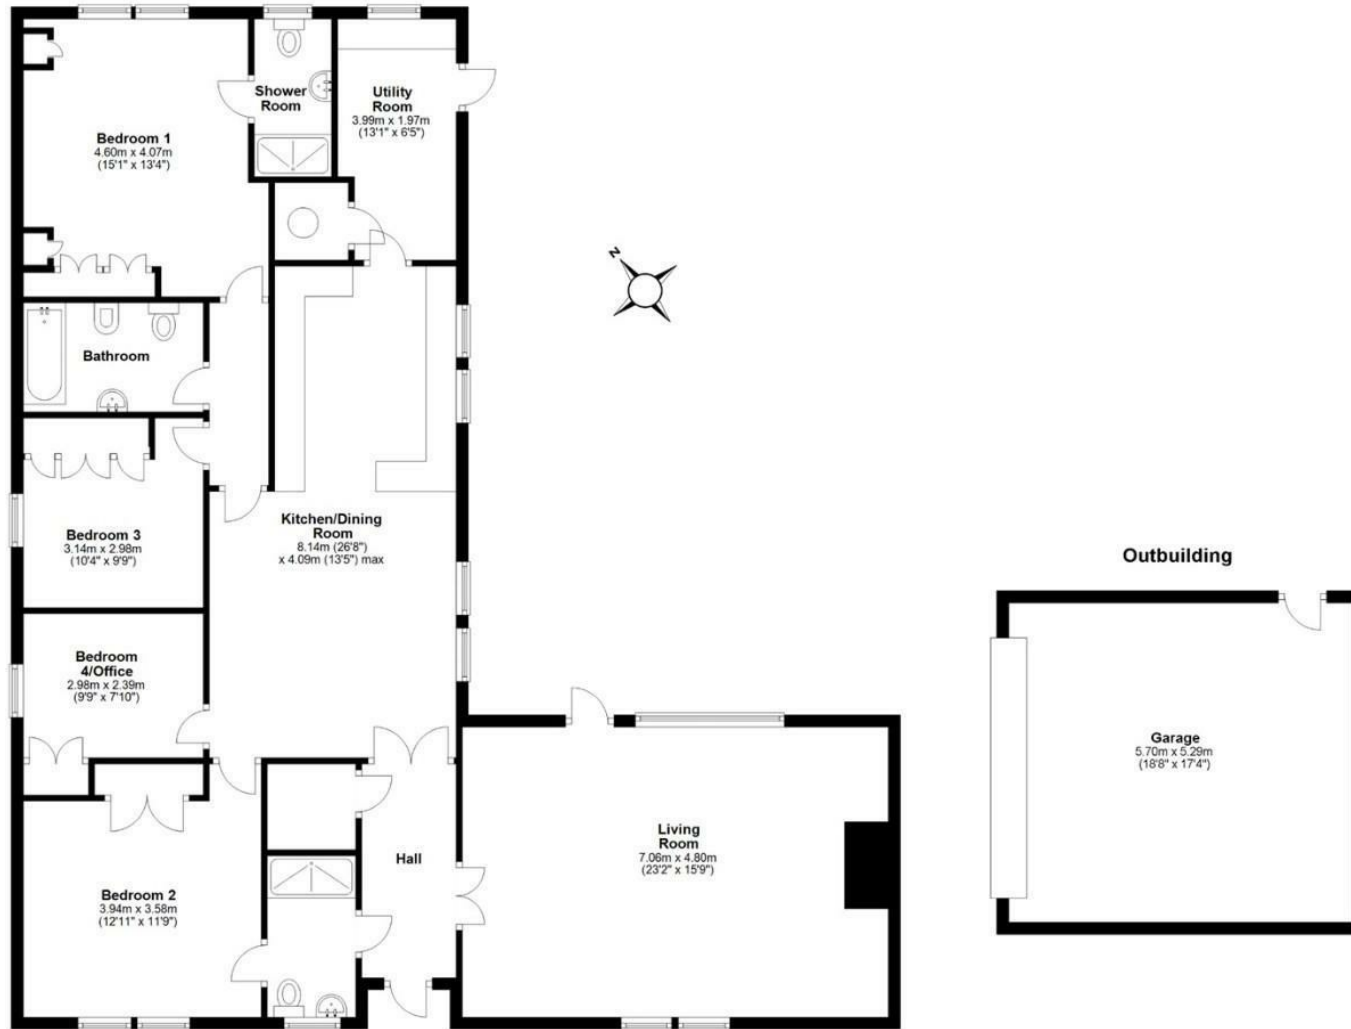 Bedroom 1
4.60m x 4.07m
(15'1" x 13'4")
Shower
Room
Utility
Room
3.99m x 1.97m
(13'1" x 6'5")
N
Bathroom
Bedroom 3
3.14m x 2.98m
(10'4" x 9'9")
Kitchen/Dining
Room
8.14m (26'8")
x 4.09m (13'5") max
Bedroom
4/Office
2.98m x 2.39m
(9'9" x 7'10")
Bedroom 2
3.94m x 3.58m
(12'11" x 11'9")
Hall
Living
Room
7.06m x 4.80m
(23'2" x 15'9")
Outbuilding
Garage
5.70m x 5.29m
(18'8" x 17'4")